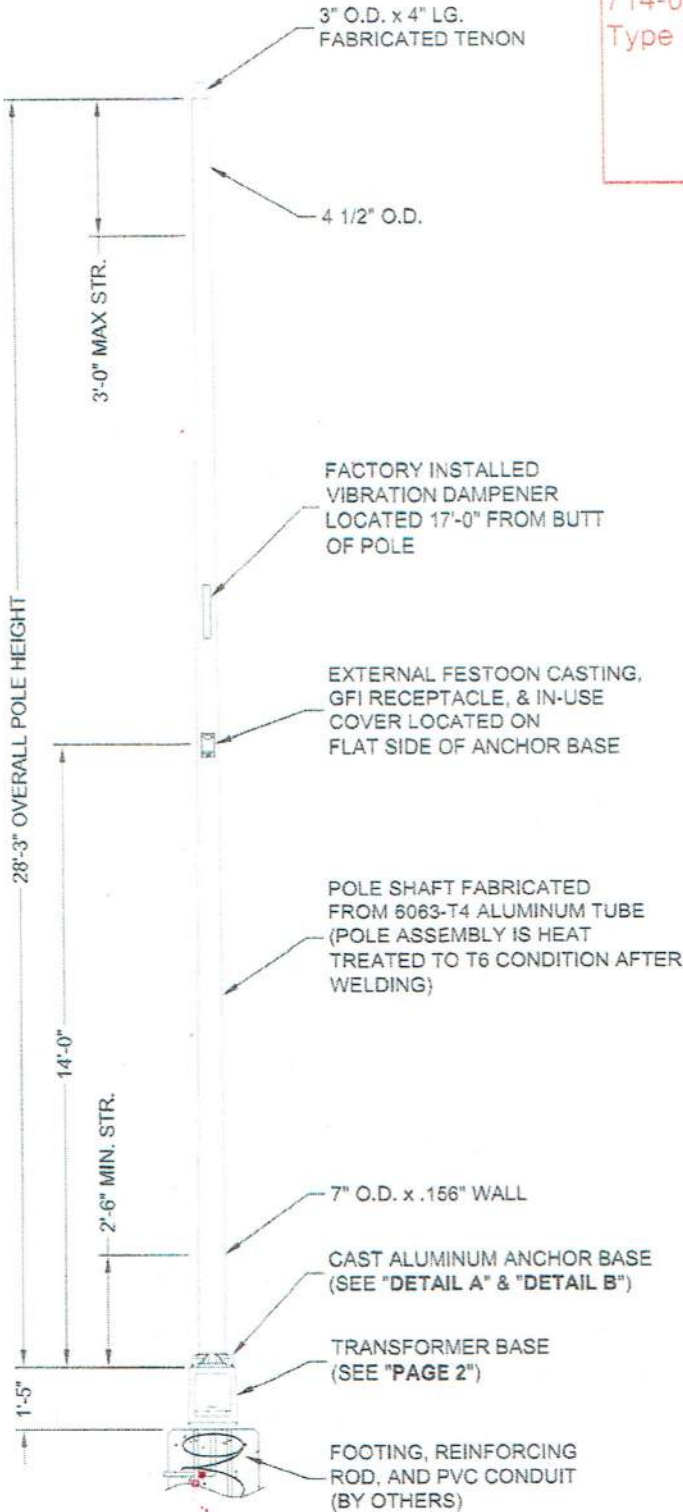 3" O.D. x 4" LG.
FABRICATED TENON
Type
4 1/2" O.D.
3'-0" MAX STR.
FACTORY INSTALLED
VIBRATION DAMPENER
LOCATED 17'-0" FROM BUTT
OF POLE
28'-3" OVERALL POLE HEIGHT
EXTERNAL FESTOON CASTING,
GFI RECEPTACLE, & IN-USE
COVER LOCATED ON
FLAT SIDE OF ANCHOR BASE
POLE SHAFT FABRICATED
FROM 6063-T4 ALUMINUM TUBE
(POLE ASSEMBLY IS HEAT
TREATED TO T6 CONDITION AFTER
WELDING)
14'-0"
2'-6" MIN. STR.
7" O.D. x .156" WALL
CAST ALUMINUM ANCHOR BASE
(SEE "DETAIL A" & "DETAIL B")
TRANSFORMER BASE
(SEE "PAGE 2")
1'-5"
FOOTING, REINFORCING
ROD, AND PVC CONDUIT
(BY OTHERS)